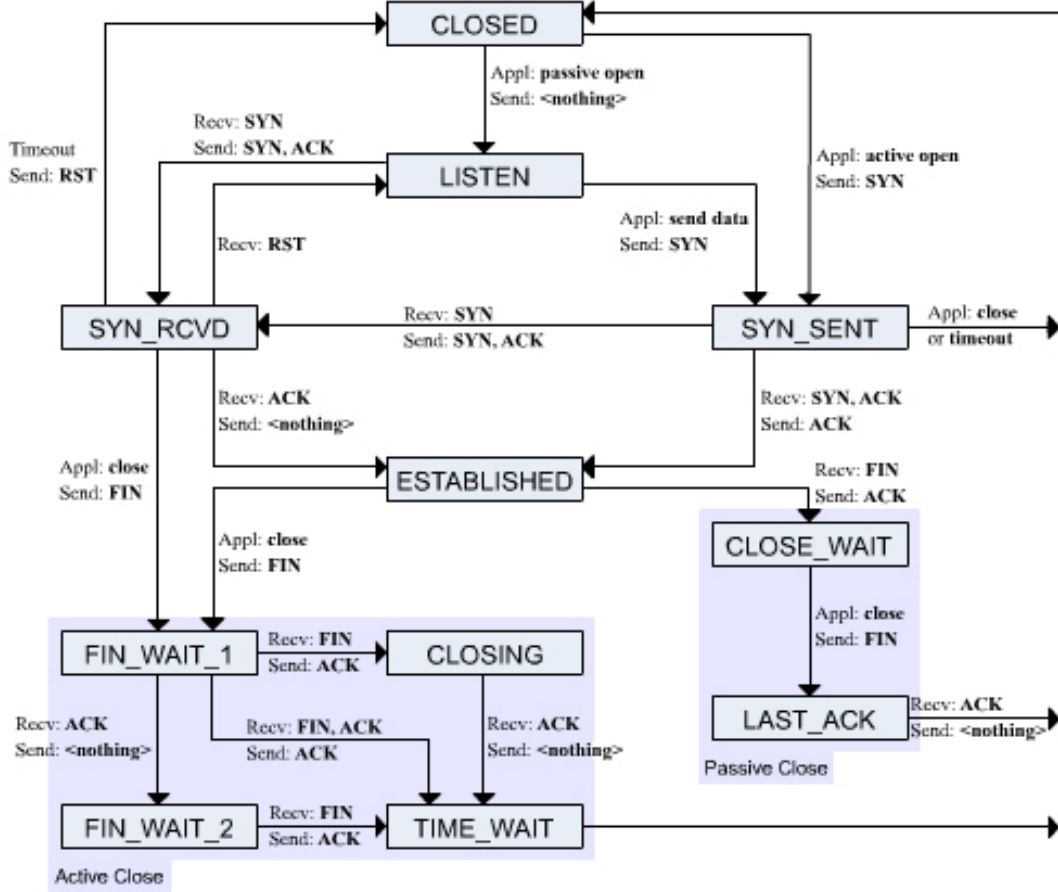 CLOSED
Appl: passive open
Send: <nothing>
Recv: SYN
Send: SYN, ACK
Timeout
Send: RST
LISTEN
Appl: active open
Send: SYN
Appl: send data
Send: SYN
Recv: RST
SYN_RCVD
Recv: SYN
Send: SYN, ACK
SYN_SENT
Appl: close
or timeout
Recv: ACK
Send: <nothing>
Recv: SYN, ACK
Send: ACK
Appl: close
Send: FIN
ESTABLISHED
Recv: FIN
Send: ACK
Appl: close
Send: FIN
CLOSE_WAIT
Appl: close
Send: FIN
FIN_WAIT_1
Recv: FIN
Send: ACK
CLOSING
LAST_ACK
Recv: ACK
Send: <nothing>
Recv: ACK
Send: <nothing>
Recv: FIN, ACK
Send: ACK
Recv: ACK
Send: <nothing>
Passive Close
FIN_WAIT_2
Recv: FIN
Send: ACK
TIME_WAIT
Active Close